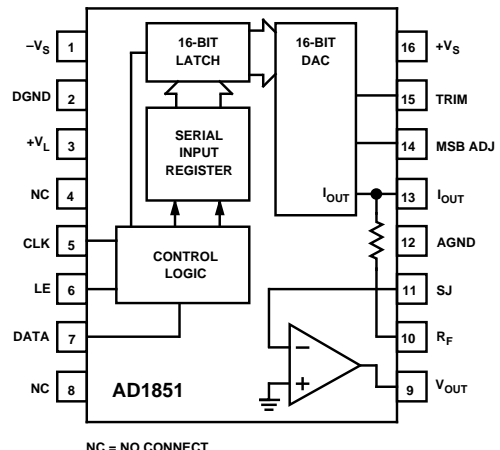 –VS 1
DGND 2
+VL 3
NC 4
CLK 5
LE 6
DATA 7
NC 8
16-BIT
LATCH
SERIAL
INPUT
REGISTER
CONTROL
LOGIC
16-BIT
DAC
IOUT
16 +VS
15 TRIM
14 MSB ADJ
13 IOUT
12 AGND
11 SJ
10 RF
9 VOUT
–
+
AD1851
NC = NO CONNECT